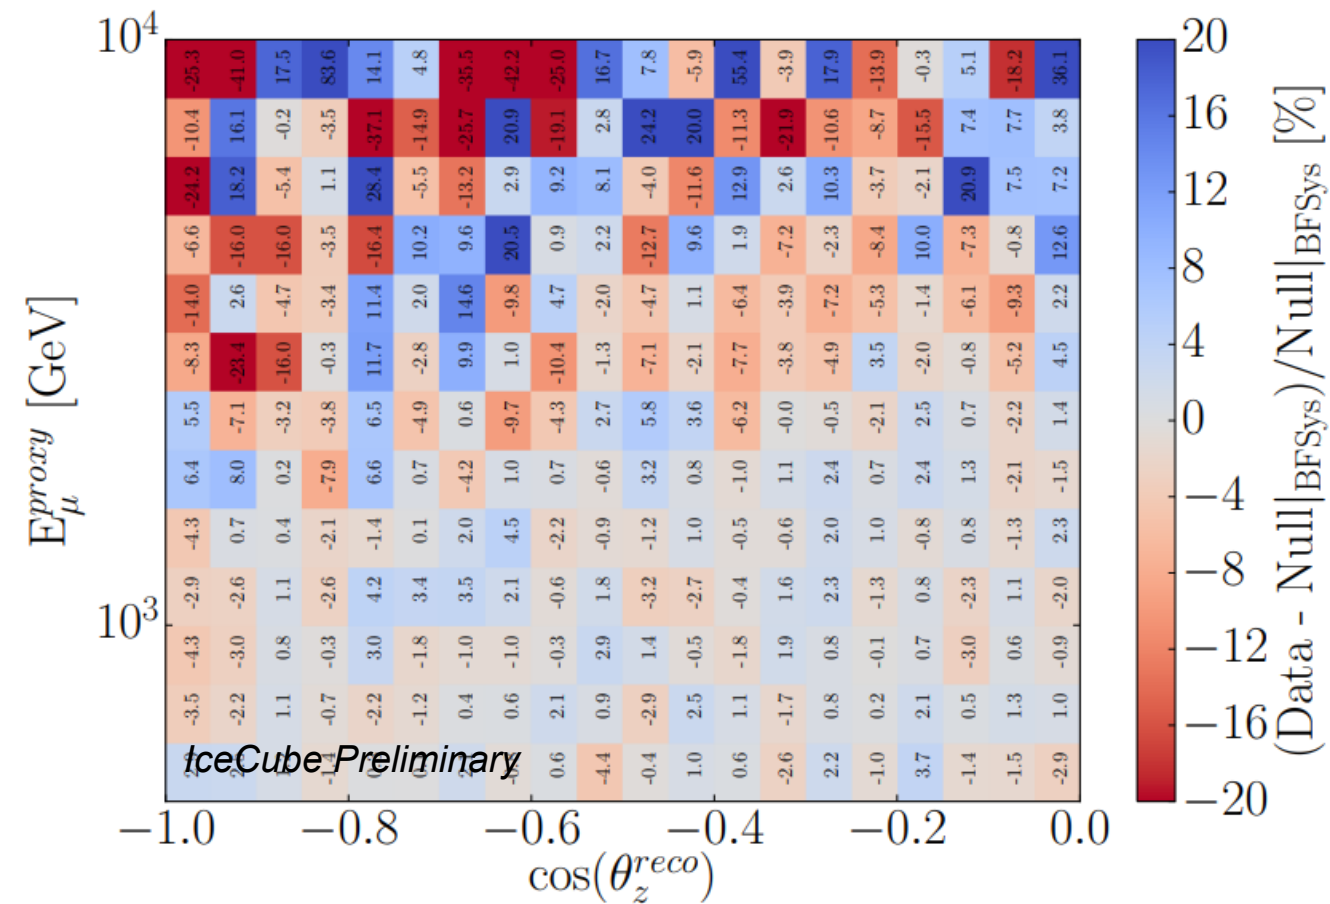 10^4
-25.3 -41.0 17.5 83.6 14.1 4.8 -35.5 -42.2 -25.0 16.7 7.8 -5.9 55.4 -3.9 17.9 -13.9 -0.3 5.1 -18.2 36.1
-10.4 16.1 -0.2 -3.5 -37.1 -14.9 -25.7 20.9 -19.1 2.8 24.2 20.0 -11.3 -21.9 -10.6 -8.7 -15.5 7.4 7.7 3.8
-24.2 18.2 -5.4 1.1 28.4 -5.5 -13.2 2.9 9.2 8.1 -4.0 -11.6 12.9 2.6 10.3 -3.7 -2.1 20.9 7.5 7.2
-6.6 -16.0 -16.0 -3.5 -16.4 10.2 9.6 20.5 0.9 2.2 -12.7 9.6 1.9 -7.2 -2.3 -8.4 10.0 -7.3 -0.8 12.6
-14.0 2.6 -4.7 -3.4 11.4 2.0 14.6 -9.8 4.7 -2.0 -4.7 1.1 -6.4 -3.9 -7.2 -5.3 -1.4 -6.1 -9.3 2.2
-8.3 -23.4 -16.0 -0.3 11.7 -2.8 9.9 1.0 -10.4 -1.3 -7.1 -2.1 -7.7 -3.8 -4.9 3.5 -2.0 -0.8 -5.2 4.5
5.5 -7.1 -3.2 -3.8 6.5 -4.9 0.6 -9.7 -4.3 2.7 5.8 3.6 -6.2 -0.0 -0.5 -2.1 2.5 0.7 -2.2 1.4
6.4 8.0 0.2 -7.9 6.6 0.7 -4.2 1.0 0.7 -0.6 3.2 0.8 -1.0 1.1 2.4 0.7 2.4 1.3 -2.1 -1.5
-4.3 0.7 0.4 -2.1 -1.4 0.1 2.0 4.5 -2.2 -0.9 -1.2 1.0 -0.5 -0.6 2.0 1.0 -0.8 0.8 -1.3 2.3
-2.9 -2.6 1.1 -2.6 4.2 3.4 3.5 2.1 -0.6 1.8 -3.2 -2.7 -0.4 1.6 2.3 -1.3 0.8 -2.3 1.1 -2.0
10^3
-4.3 -3.0 0.8 -0.3 3.0 -1.8 -1.0 -1.0 -0.3 2.9 1.4 -0.5 -1.8 1.9 0.8 -0.1 0.7 -3.0 0.6 -0.9
-3.5 -2.2 1.1 -0.7 -2.2 -1.2 0.4 0.6 2.1 0.9 -2.9 2.5 1.1 -1.7 0.8 0.2 2.1 0.5 1.3 1.0
IceCube Preliminary
0.6 -4.4 -0.4 1.0 0.6 -2.6 2.2 -1.0 3.7 -1.4 -1.5 -2.9
−1.0 −0.8 −0.6 −0.4 −0.2 0.0
cos(θ_z^{reco})
E_μ^{proxy} [GeV]
20
16
12
8
4
0
−4
−8
−12
−16
−20
(Data - Null|_{BFSys})/Null|_{BFSys} [%]